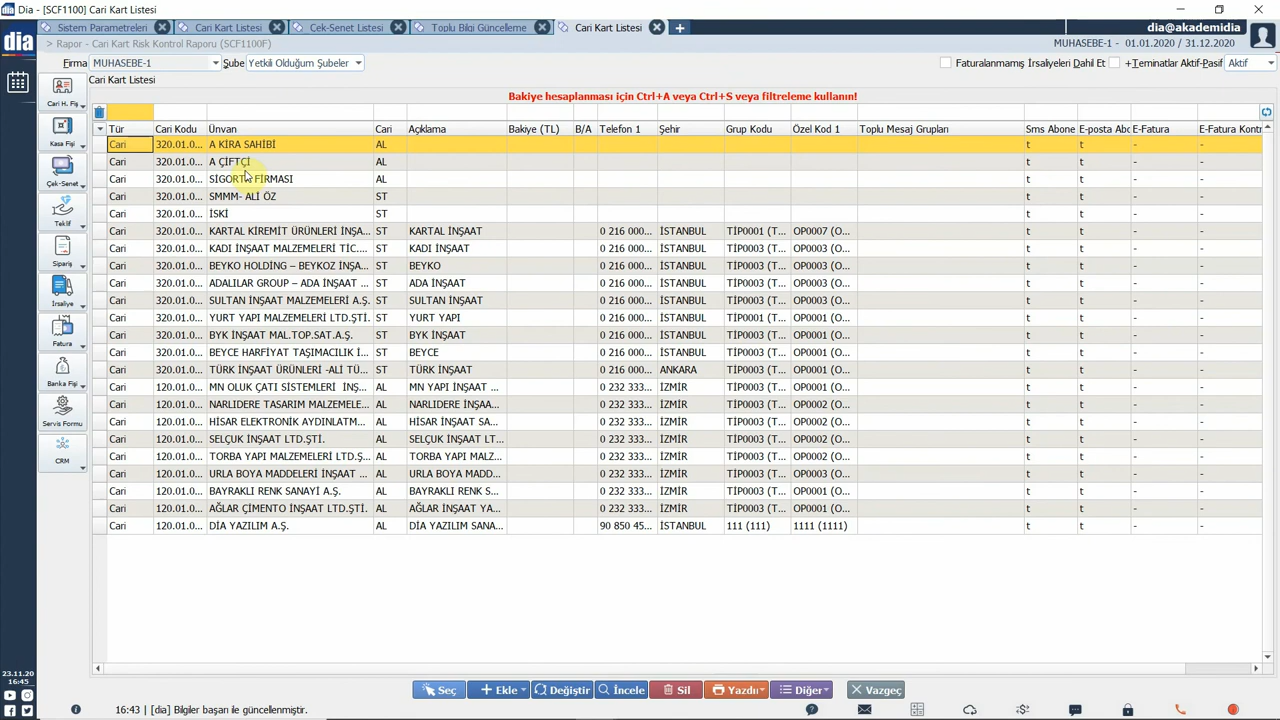 Dia - [SCF1100] Cari Kart Listesi
dia
Sistem Parametreleri
Cari Kart Listesi
Çek-Senet Listesi
Toplu Bilgi Güncelleme
Cari Kart Listesi
dia@akademidia
> Rapor - Cari Kart Risk Kontrol Raporu (SCF1100F)
MUHASEBE-1 - 01.01.2020 / 31.12.2020
Firma MUHASEBE-1 Şube Yetkili Olduğum Şubeler
Faturalanmamış İrsaliyeleri Dahil Et +Teminatlar Aktif-Pasif Aktif
Cari Kart Listesi
Bakiye hesaplanması için Ctrl+A veya Ctrl+S veya filtreleme kullanın!
Cari H. Fiş
Kasa Fişi
Çek-Senet
Teklif
Sipariş
İrsaliye
Fatura
Banka Fişi
Servis Formu
CRM
Tür Cari Kodu Ünvan Cari Açıklama Bakiye (TL) B/A Telefon 1 Şehir Grup Kodu Özel Kod 1 Toplu Mesaj Grupları Sms Abone E-posta Abo E-Fatura E-Fatura Kontr
Cari 320.01.0... A KİRA SAHİBİ AL t t - -
Cari 320.01.0... A ÇİFTÇİ AL t t - -
Cari 320.01.0... SİGORTA FİRMASI AL t t - -
Cari 320.01.0... SMMM- ALİ ÖZ ST t t - -
Cari 320.01.0... İSKİ ST t t - -
Cari 320.01.0... KARTAL KİREMİT ÜRÜNLERİ İNŞA... ST KARTAL İNŞAAT 0 216 000... İSTANBUL TİP0001 (T... OP0007 (O... t t - -
Cari 320.01.0... KADI İNŞAAT MALZEMELERİ TİC.... ST KADI İNŞAAT 0 216 000... İSTANBUL TİP0003 (T... OP0003 (O... t t - -
Cari 320.01.0... BEYKO HOLDİNG – BEYKOZ İNŞA... ST BEYKO 0 216 000... İSTANBUL TİP0003 (T... OP0003 (O... t t - -
Cari 320.01.0... ADALILAR GROUP – ADA İNŞAAT ... ST ADA İNŞAAT 0 216 000... İSTANBUL TİP0003 (T... OP0003 (O... t t - -
Cari 320.01.0... SULTAN İNŞAAT MALZEMELERİ A.Ş. ST SULTAN İNŞAAT 0 216 000... İSTANBUL TİP0003 (T... OP0003 (O... t t - -
Cari 320.01.0... YURT YAPI MALZEMELERİ LTD.ŞTİ. ST YURT YAPI 0 216 000... İSTANBUL TİP0003 (T... OP0001 (O... t t - -
Cari 320.01.0... BYK İNŞAAT MAL.TOP.SAT.A.Ş. ST BYK İNŞAAT 0 216 000... İSTANBUL TİP0003 (T... OP0001 (O... t t - -
Cari 320.01.0... BEYCE HARFİYAT TAŞIMACILIK İ... ST BEYCE 0 216 000... İSTANBUL TİP0003 (T... OP0001 (O... t t - -
Cari 320.01.0... TÜRK İNŞAAT ÜRÜNLERİ -ALİ TÜ... ST TÜRK İNŞAAT 0 216 000... ANKARA TİP0003 (T... OP0001 (O... t t - -
Cari 120.01.0... MN OLUK ÇATI SİSTEMLERİ İNŞ... AL MN YAPI İNŞAAT ... 0 232 333... İZMİR TİP0003 (T... OP0001 (O... t t - -
Cari 120.01.0... NARLIDERE TASARIM MALZEMELE... AL NARLIDERE İNŞAA... 0 232 333... İZMİR TİP0003 (T... OP0001 (O... t t - -
Cari 120.01.0... HİSAR ELEKTRONİK AYDINLATM... AL HİSAR İNŞAAT SA... 0 232 333... İZMİR TİP0003 (T... OP0002 (O... t t - -
Cari 120.01.0... SELÇUK İNŞAAT LTD.ŞTİ. AL SELÇUK İNŞAAT LT... 0 232 333... İZMİR TİP0003 (T... OP0002 (O... t t - -
Cari 120.01.0... TORBA YAPI MALZEMELERİ LTD.Ş... AL TORBA YAPI MALZ... 0 232 333... İZMİR TİP0003 (T... OP0002 (O... t t - -
Cari 120.01.0... URLA BOYA MADDELERİ İNŞAAT ... AL URLA BOYA MADD... 0 232 333... İZMİR TİP0003 (T... OP0003 (O... t t - -
Cari 120.01.0... BAYRAKLI RENK SANAYİ A.Ş. AL BAYRAKLI RENK S... 0 232 333... İZMİR TİP0003 (T... OP0002 (O... t t - -
Cari 120.01.0... AĞLAR ÇİMENTO İNŞAAT LTD.ŞTİ. AL AĞLAR İNŞAAT YA... 0 232 333... İZMİR TİP0003 (T... OP0001 (O... t t - -
Cari 120.01.0... DİA YAZILIM A.Ş. AL DİA YAZILIM SANA... 90 850 45... İSTANBUL 111 (111) 1111 (1111) t t - -
Seç Ekle Değiştir İncele Sil Yazdır Diğer Vazgeç
23.11.20
16:45
16:43 | [dia] Bilgiler başarı ile güncellenmiştir.